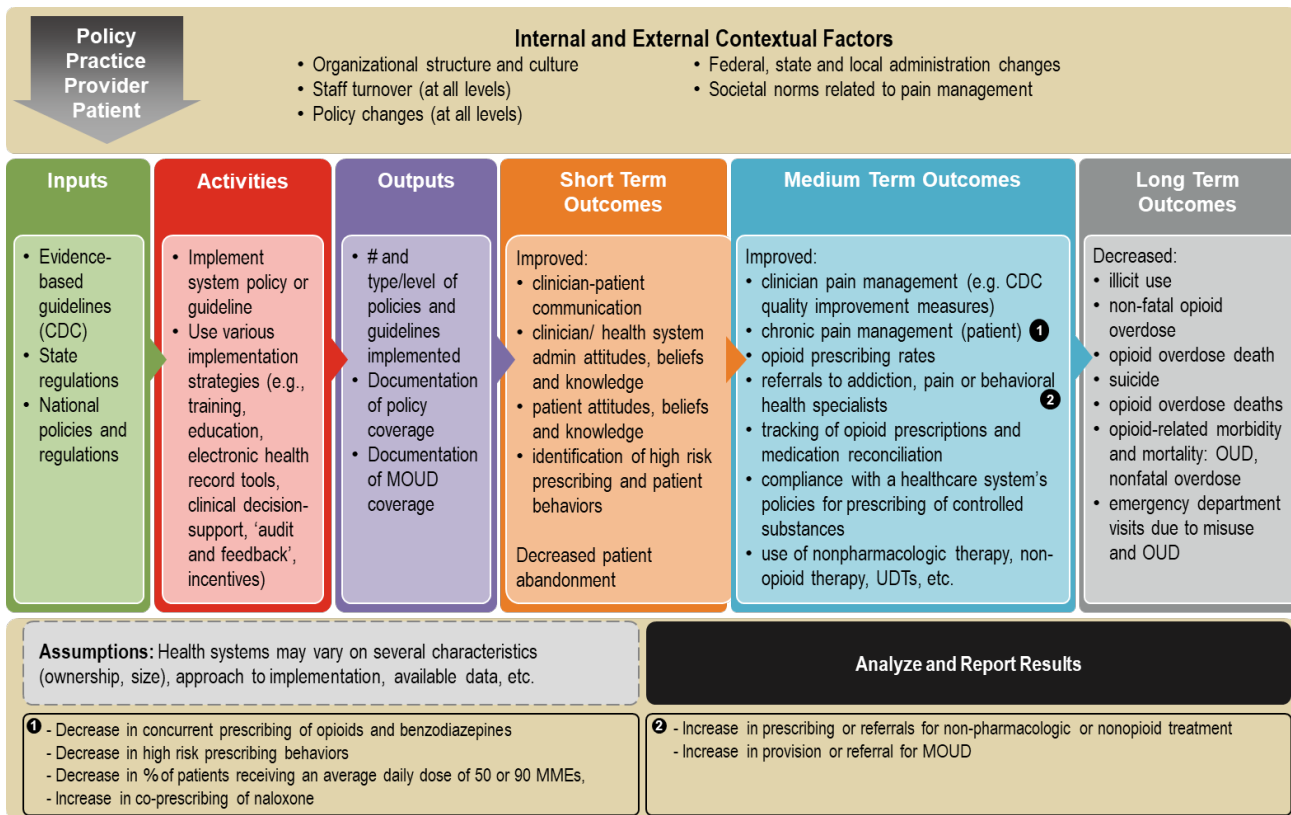 Policy
Practice
Provider
Patient
Internal and External Contextual Factors
• Organizational structure and culture
• Staff turnover (at all levels)
• Policy changes (at all levels)
• Federal, state and local administration changes
• Societal norms related to pain management
Inputs
• Evidence-
based
guidelines
(CDC)
• State
regulations
• National
policies and
regulations
Activities
• Implement
system policy or
guideline
• Use various
implementation
strategies (e.g.,
training,
education,
electronic health
record tools,
clinical decision-
support, ‘audit
and feedback’,
incentives)
Outputs
• # and
type/level of
policies and
guidelines
implemented
• Documentation
of policy
coverage
• Documentation
of MOUD
coverage
Short Term
Outcomes
Improved:
• clinician-patient
communication
• clinician/ health system
admin attitudes, beliefs
and knowledge
• patient attitudes, beliefs
and knowledge
• identification of high risk
prescribing and patient
behaviors
Decreased patient
abandonment
Medium Term Outcomes
Improved:
• clinician pain management (e.g. CDC
quality improvement measures)
• chronic pain management (patient) ❶
• opioid prescribing rates
• referrals to addiction, pain or behavioral
health specialists ❷
• tracking of opioid prescriptions and
medication reconciliation
• compliance with a healthcare system’s
policies for prescribing of controlled
substances
• use of nonpharmacologic therapy, non-
opioid therapy, UDTs, etc.
Long Term
Outcomes
Decreased:
• illicit use
• non-fatal opioid
overdose
• opioid overdose death
• suicide
• opioid overdose deaths
• opioid-related morbidity
and mortality: OUD,
nonfatal overdose
• emergency department
visits due to misuse
and OUD
Assumptions: Health systems may vary on several characteristics
(ownership, size), approach to implementation, available data, etc.
Analyze and Report Results
❶ - Decrease in concurrent prescribing of opioids and benzodiazepines
- Decrease in high risk prescribing behaviors
- Decrease in % of patients receiving an average daily dose of 50 or 90 MMEs,
- Increase in co-prescribing of naloxone
❷ - Increase in prescribing or referrals for non-pharmacologic or nonopioid treatment
- Increase in provision or referral for MOUD